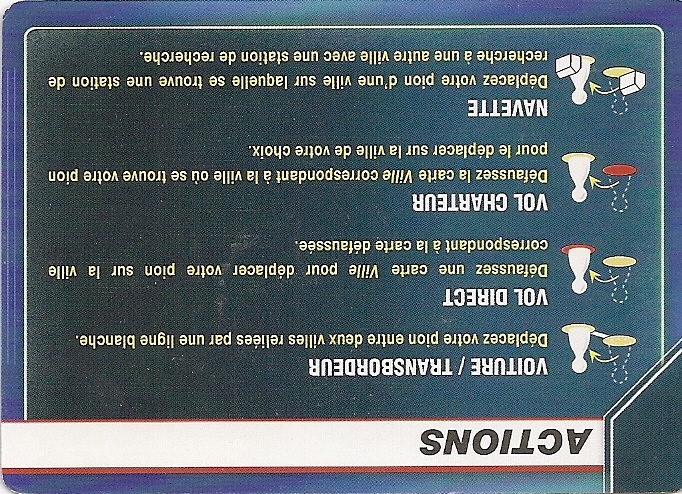 ACTIONS
VOITURE / TRANSBORDEUR
Déplacez votre pion entre deux villes reliées par une ligne blanche.
VOL DIRECT
Défaussez une carte Ville pour déplacer votre pion sur la ville
correspondant à la carte défaussée.
VOL CHARTEUR
Défaussez la carte Ville correspondant à la ville où se trouve votre pion
pour le déplacer sur la ville de votre choix.
NAVETTE
Déplacez votre pion d'une ville sur laquelle se trouve une station de
recherche à une autre ville avec une station de recherche.